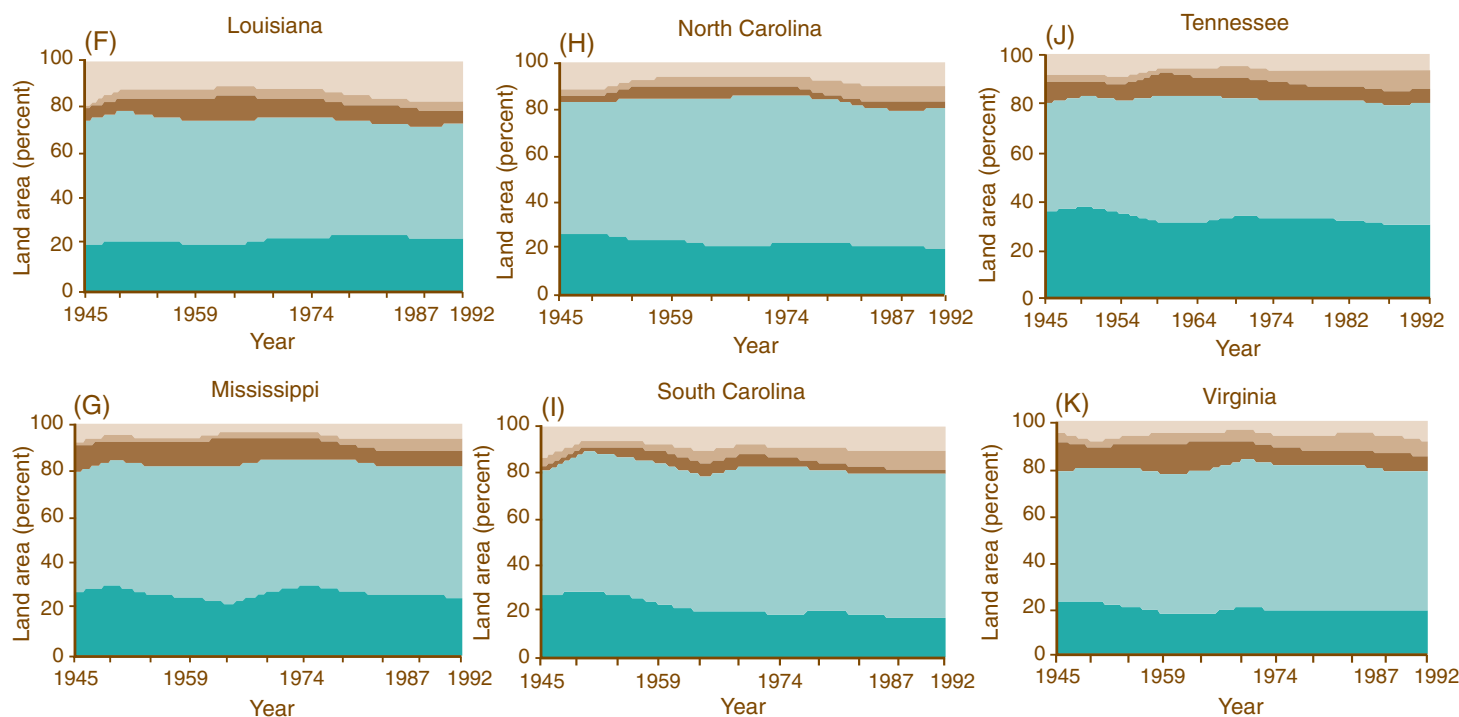 (F)
Louisiana
Land area (percent)
100
80
60
40
20
0
1945 1959 1974 1987 1992
Year
(H)
North Carolina
Land area (percent)
100
80
60
40
20
0
1945 1959 1974 1987 1992
Year
(J)
Tennessee
Land area (percent)
100
80
60
40
20
0
1945 1954 1964 1974 1982 1992
Year
(G)
Mississippi
Land area (percent)
100
80
60
40
20
0
1945 1959 1974 1987 1992
Year
(I)
South Carolina
Land area (percent)
100
80
60
40
20
0
1945 1959 1974 1987 1992
Year
(K)
Virginia
Land area (percent)
100
80
60
40
20
0
1945 1959 1974 1987 1992
Year